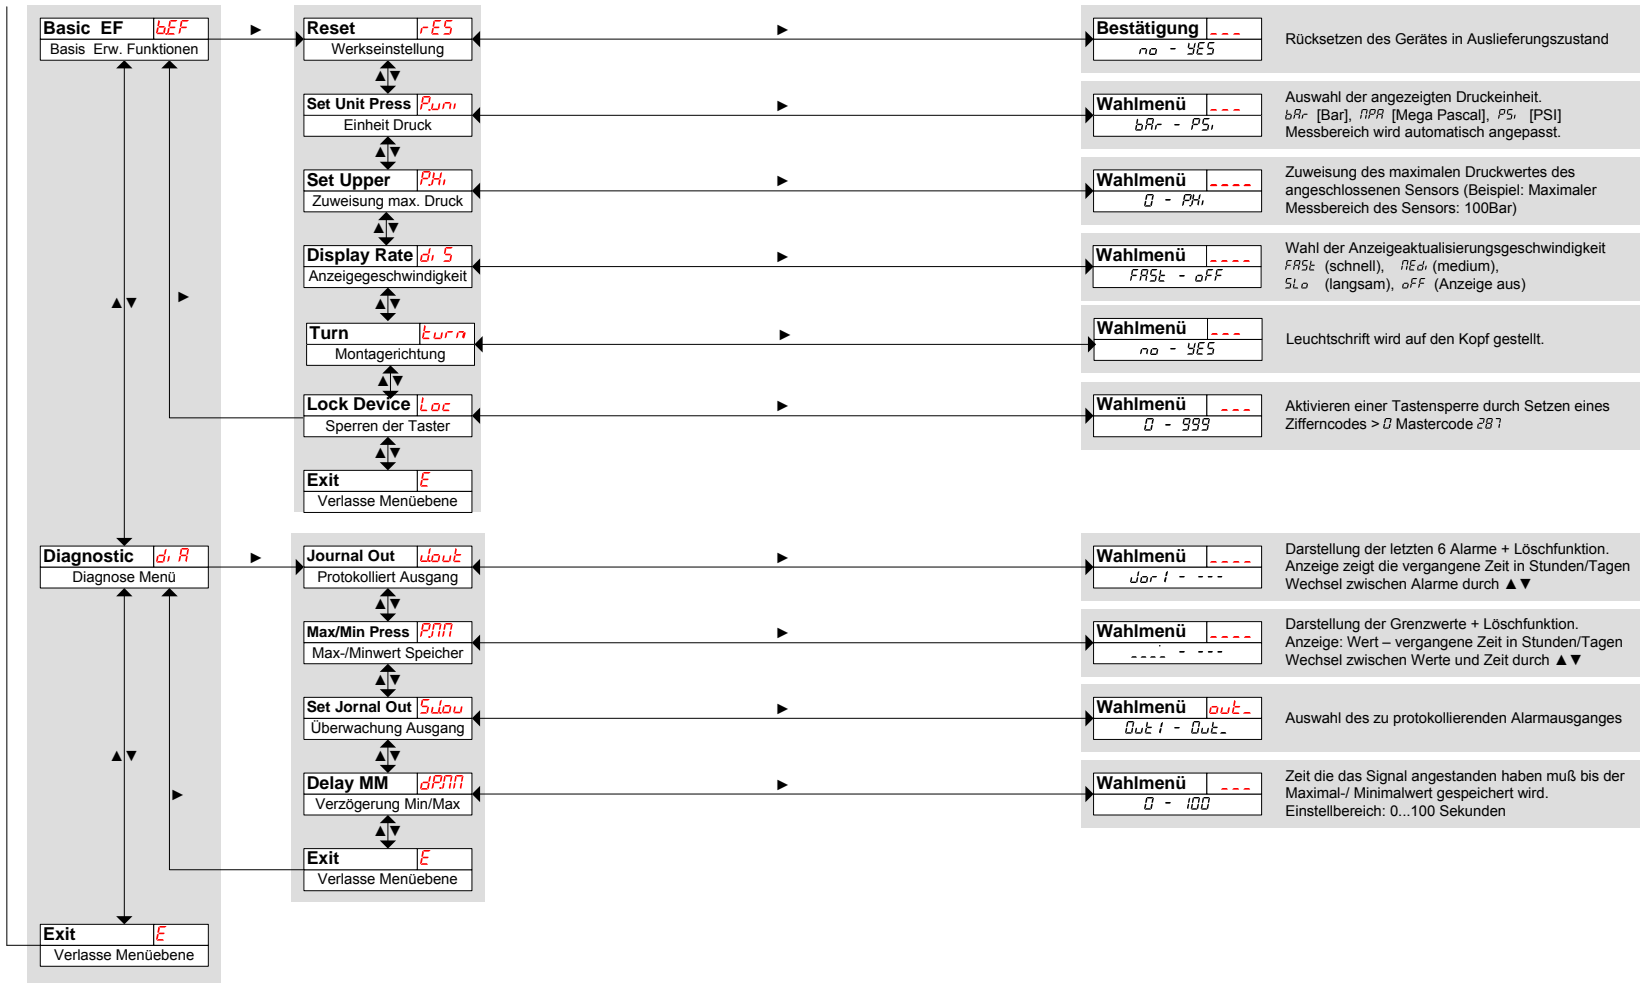 Basic EF b.EF
Basis Erw. Funktionen
►
Reset rES
Werkseinstellung
►
Bestätigung _ _ _
no - YES
Rücksetzen des Gerätes in Auslieferungszustand
▲▼
Set Unit Press P.uni
Einheit Druck
►
Wahlmenü _ _ _
bAr - PSi
Auswahl der angezeigten Druckeinheit.
bAr [Bar], MPA [Mega Pascal], PSi [PSI]
Messbereich wird automatisch angepasst.
▲▼
Set Upper P.Hi
Zuweisung max. Druck
►
Wahlmenü _ _ _ _
0 - P.Hi
Zuweisung des maximalen Druckwertes des
angeschlossenen Sensors (Beispiel: Maximaler
Messbereich des Sensors: 100Bar)
▲▼
Display Rate diS
Anzeigegeschwindigkeit
►
Wahlmenü _ _ _ _
FASt - oFF
Wahl der Anzeigeaktualisierungsgeschwindigkeit
FASt (schnell), MEdi (medium),
SLo (langsam), oFF (Anzeige aus)
▲▼
▲▼ ►
Turn turn
Montagerichtung
►
Wahlmenü _ _ _
no - YES
Leuchtschrift wird auf den Kopf gestellt.
▲▼
Lock Device Loc
Sperren der Taster
►
Wahlmenü _ _ _
0 - 999
Aktivieren einer Tastensperre durch Setzen eines
Zifferncodes > 0 Mastercode 287
▲▼
Exit E
Verlasse Menüebene
Diagnostic diA
Diagnose Menü
►
Journal Out J.out
Protokolliert Ausgang
►
Wahlmenü _ _ _ _
Jor1 - ---
Darstellung der letzten 6 Alarme + Löschfunktion.
Anzeige zeigt die vergangene Zeit in Stunden/Tagen
Wechsel zwischen Alarme durch ▲▼
▲▼
Max/Min Press P.MM
Max-/Minwert Speicher
►
Wahlmenü _ _ _ _
_ _ _ _ - ---
Darstellung der Grenzwerte + Löschfunktion.
Anzeige: Wert – vergangene Zeit in Stunden/Tagen
Wechsel zwischen Werte und Zeit durch ▲▼
▲▼
Set Jornal Out SJ.ou
Überwachung Ausgang
►
Wahlmenü out_
Out1 - Out_
Auswahl des zu protokollierenden Alarmausganges
▲▼
▲▼
►
Delay MM dP.MM
Verzögerung Min/Max
►
Wahlmenü _ _ _
0 - 100
Zeit die das Signal angestanden haben muß bis der
Maximal-/ Minimalwert gespeichert wird.
Einstellbereich: 0...100 Sekunden
▲▼
Exit E
Verlasse Menüebene
Exit E
Verlasse Menüebene